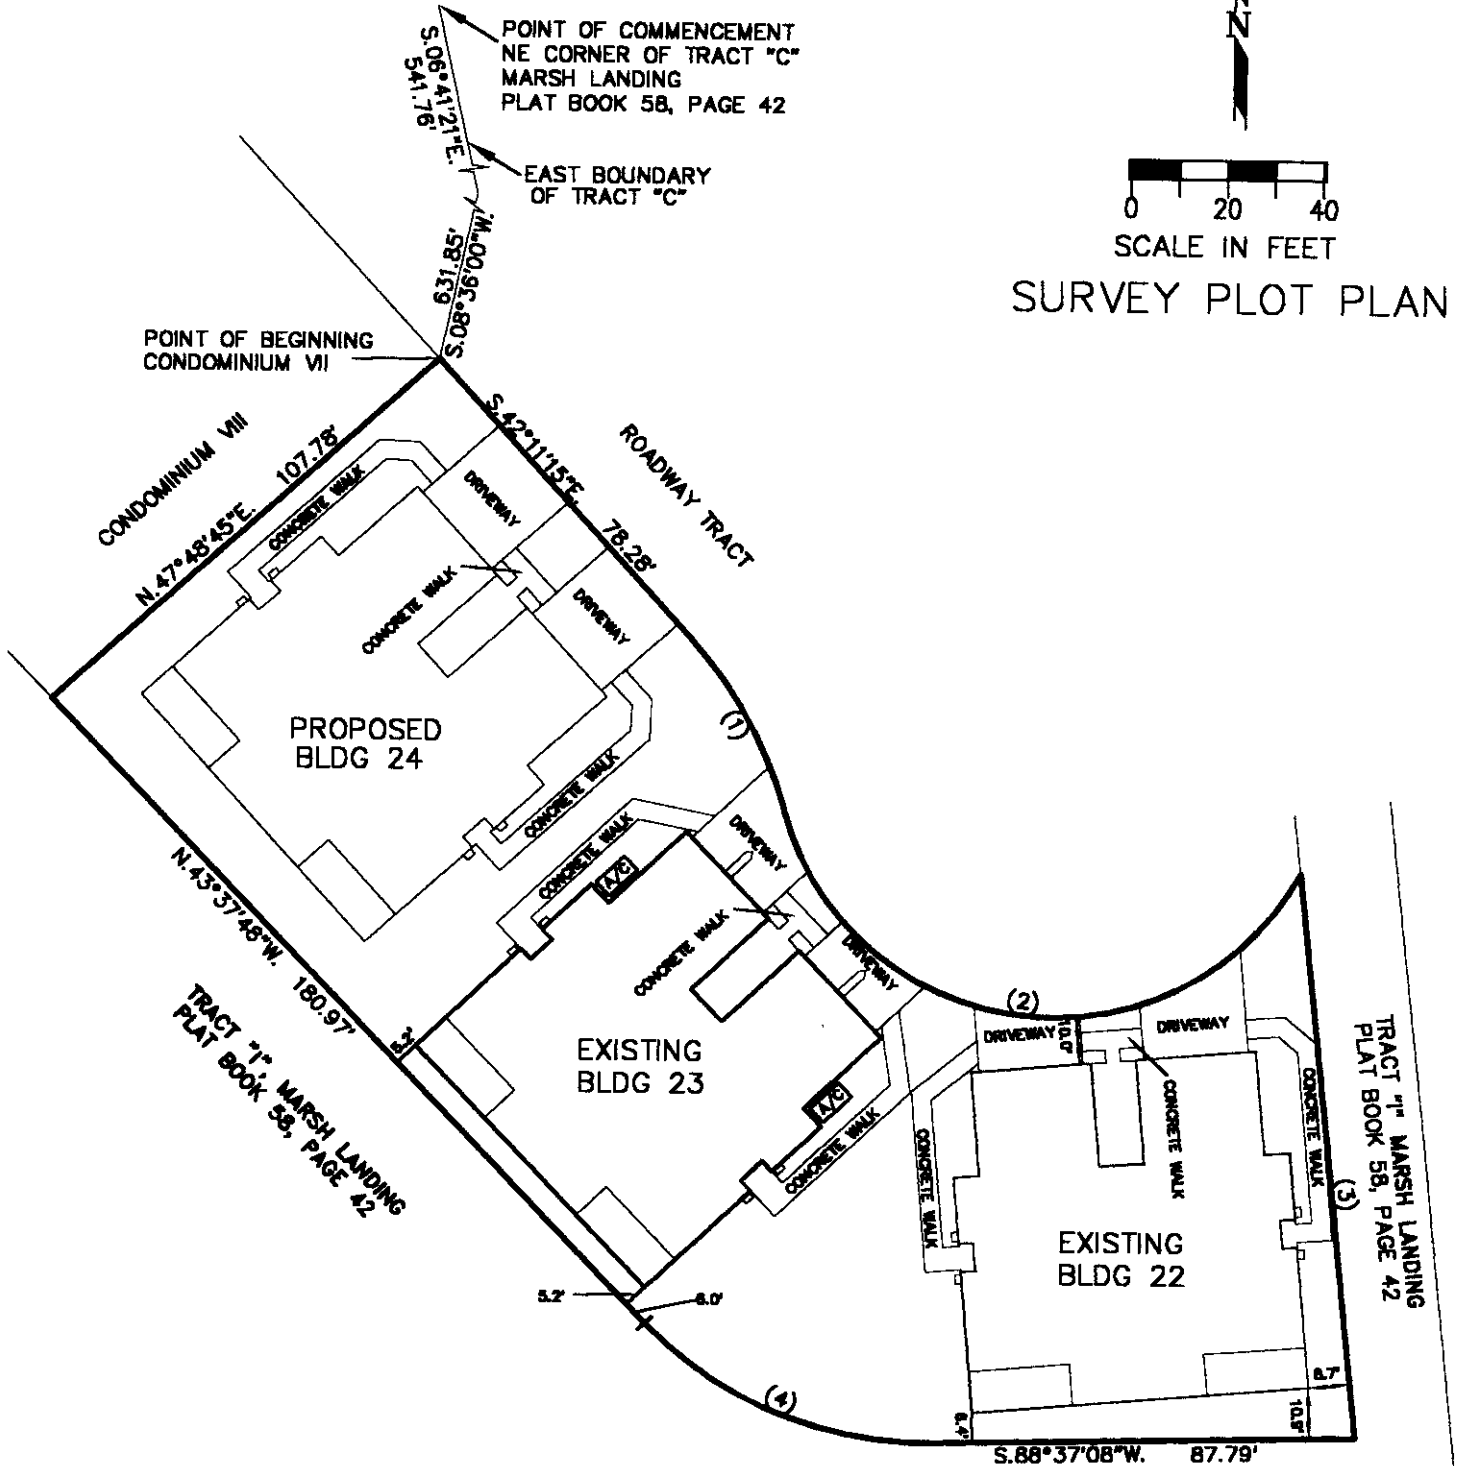 POINT OF COMMENCEMENT
NE CORNER OF TRACT "C"
MARSH LANDING
PLAT BOOK 58, PAGE 42
S.06°41'21"E.
541.76'
EAST BOUNDARY
OF TRACT "C"
N
0 20 40
SCALE IN FEET
SURVEY PLOT PLAN
631.85'
S.08°36'00"W.
POINT OF BEGINNING
CONDOMINIUM VII
CONDOMINIUM VIII
N.47°48'45"E. 107.78'
CONCRETE WALK
S.42°11'15"E. 78.28'
ROADWAY TRACT
DRIVEWAY
CONCRETE WALK
DRIVEWAY
PROPOSED
BLDG 24
(1)
CONCRETE WALK
CONCRETE WALK
A/C
DRIVEWAY
CONCRETE WALK
DRIVEWAY
N.43°37'48"W. 180.97'
TRACT "I", MARSH LANDING
PLAT BOOK 58, PAGE 42
5.2'
EXISTING
BLDG 23
A/C
CONCRETE WALK
(2)
DRIVEWAY
10.0'
DRIVEWAY
CONCRETE WALK
CONCRETE WALK
CONCRETE WALK
(3)
TRACT "I" MARSH LANDING
PLAT BOOK 58, PAGE 42
EXISTING
BLDG 22
5.2'
6.0'
(4)
8.4'
10.9'
S.88°37'08"W. 87.79'